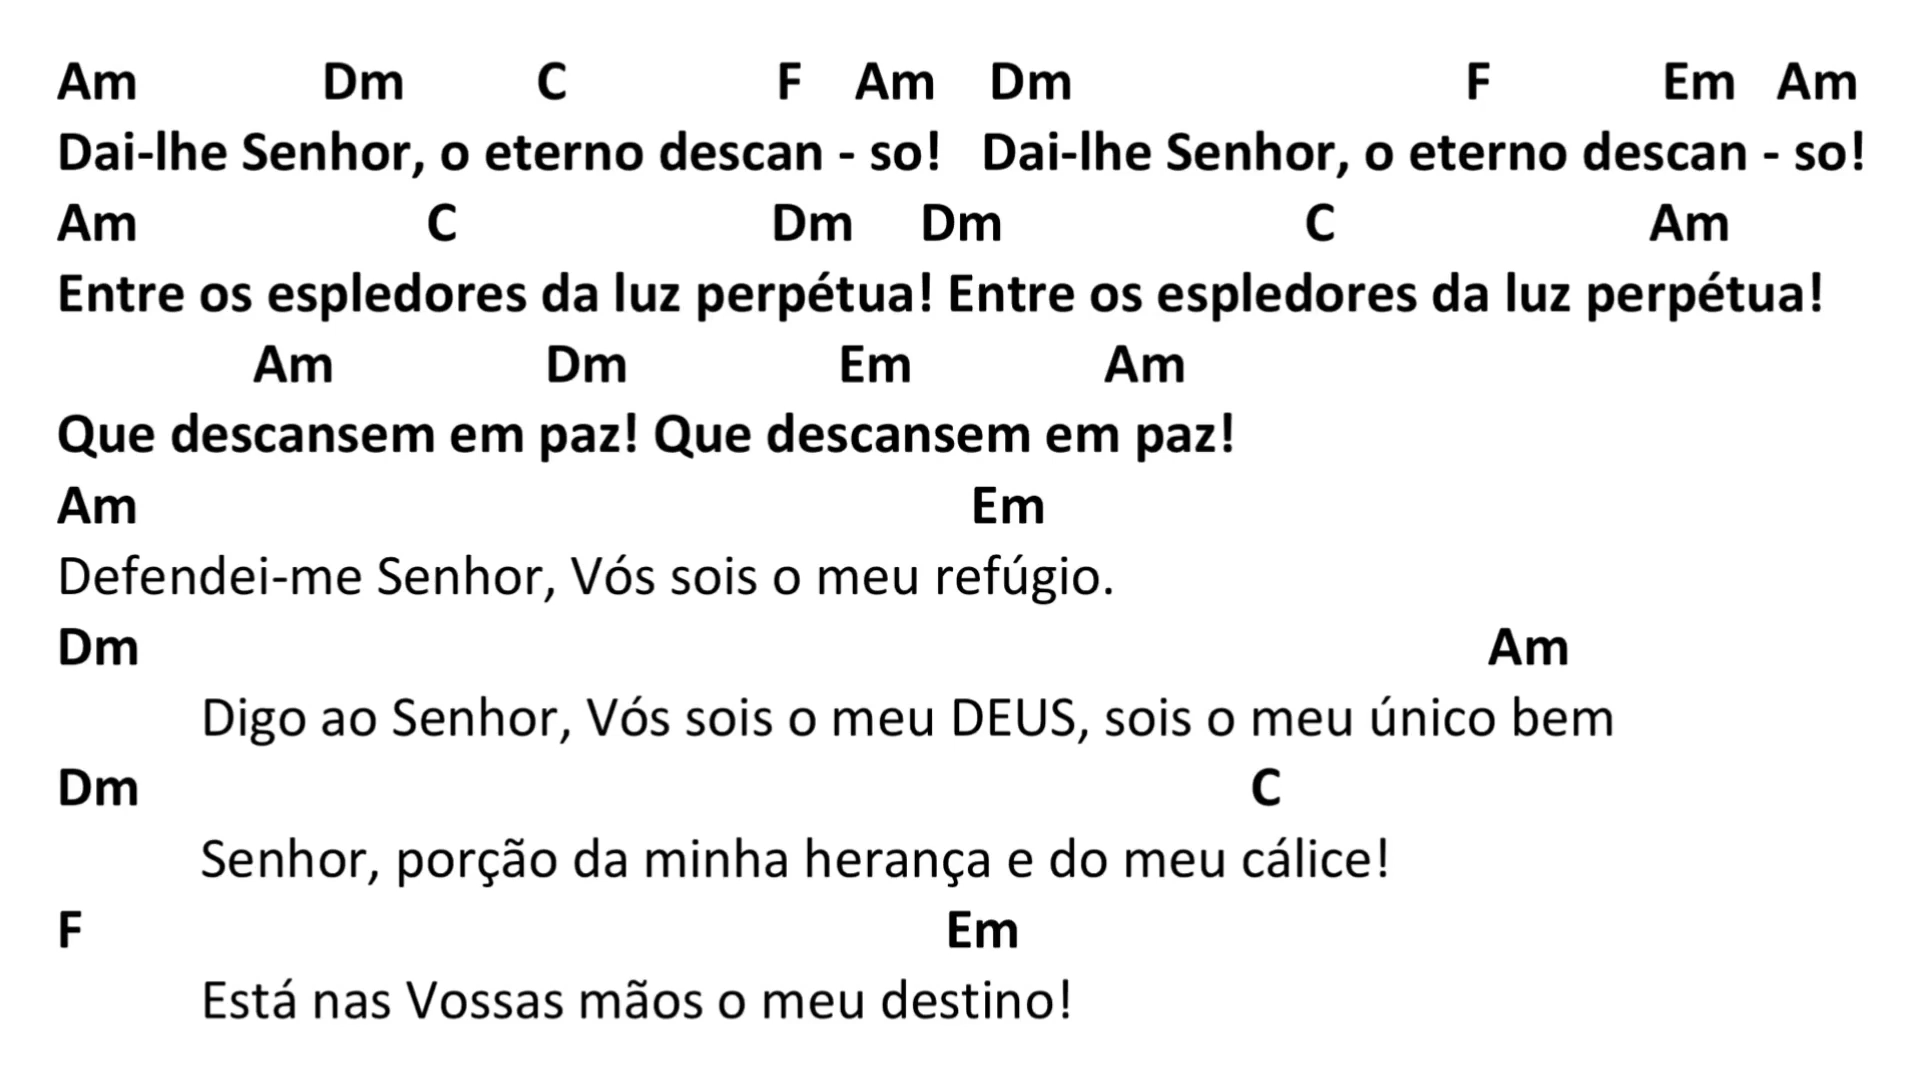 Am Dm C F Am Dm F Em Am
Dai-lhe Senhor, o eterno descan - so! Dai-lhe Senhor, o eterno descan - so!
Am C Dm Dm C Am
Entre os espledores da luz perpétua! Entre os espledores da luz perpétua!
Am Dm Em Am
Que descansem em paz! Que descansem em paz!
Am Em
Defendei-me Senhor, Vós sois o meu refúgio.
Dm Am
Digo ao Senhor, Vós sois o meu DEUS, sois o meu único bem
Dm C
Senhor, porção da minha herança e do meu cálice!
F Em
Está nas Vossas mãos o meu destino!